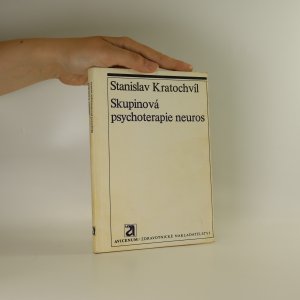 Stanislav Kratochvíl
Skupinová
psychoterapie neuros
AVICENUM/ZDRAVOTNICKÉ NAKLADATELSTVÍ